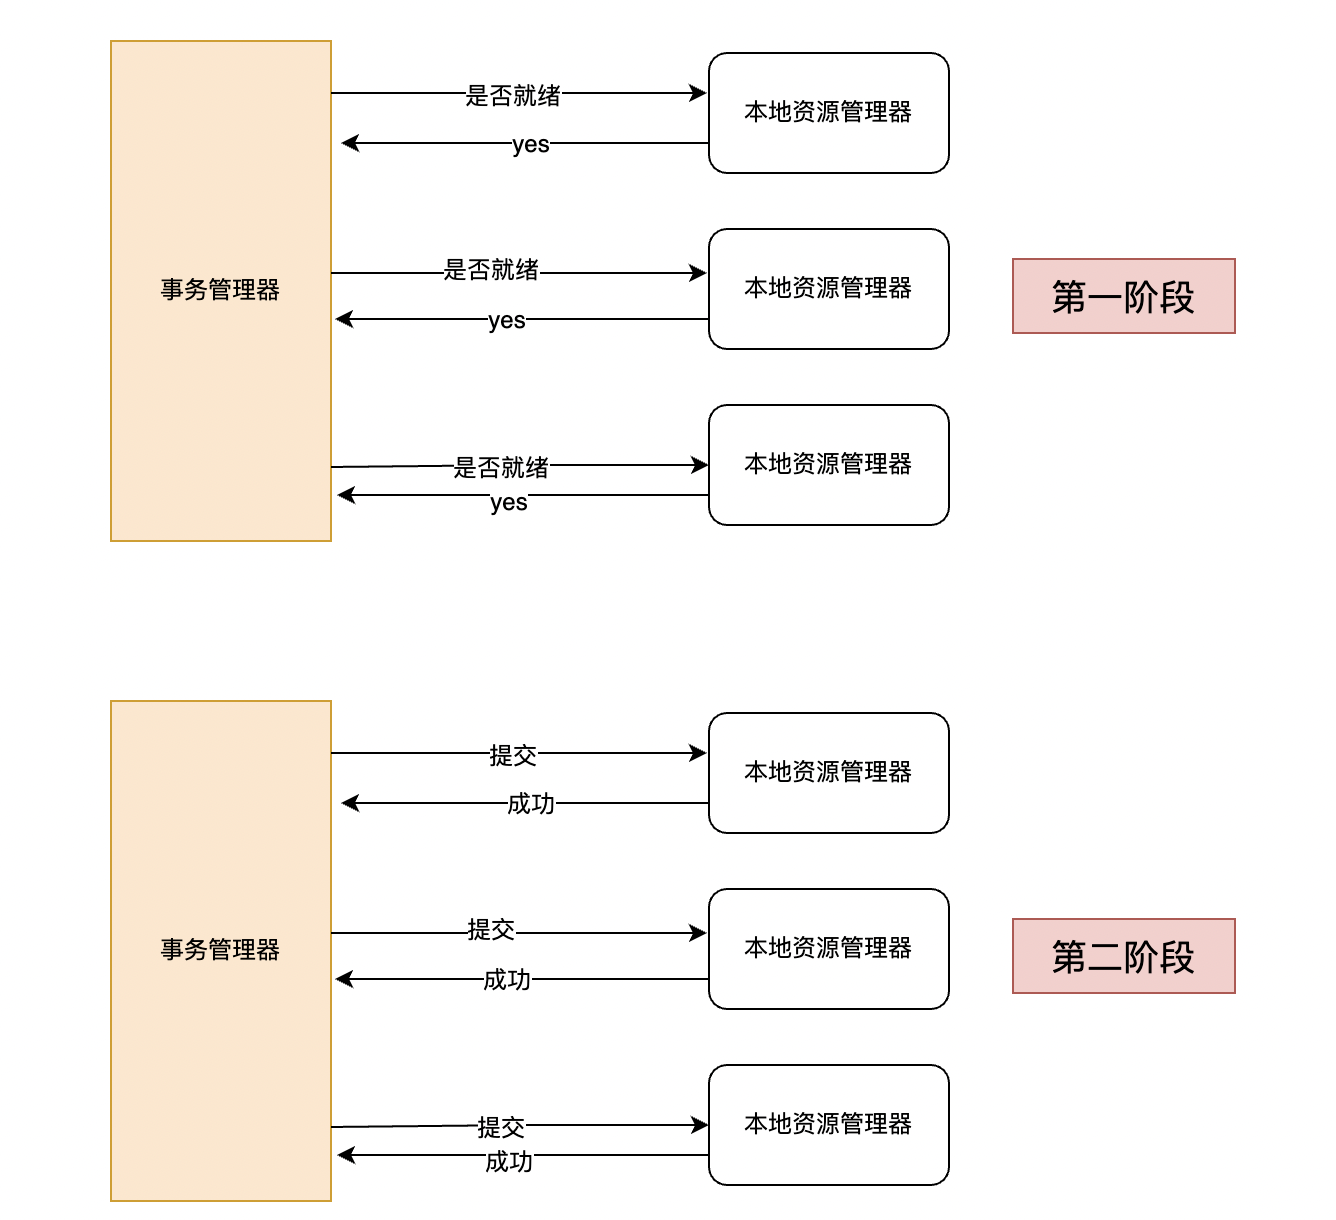 是否就绪
本地资源管理器
yes
事务管理器
是否就绪
本地资源管理器
yes
第一阶段
是否就绪
本地资源管理器
yes
提交
本地资源管理器
成功
事务管理器
提交
本地资源管理器
成功
第二阶段
提交
本地资源管理器
成功